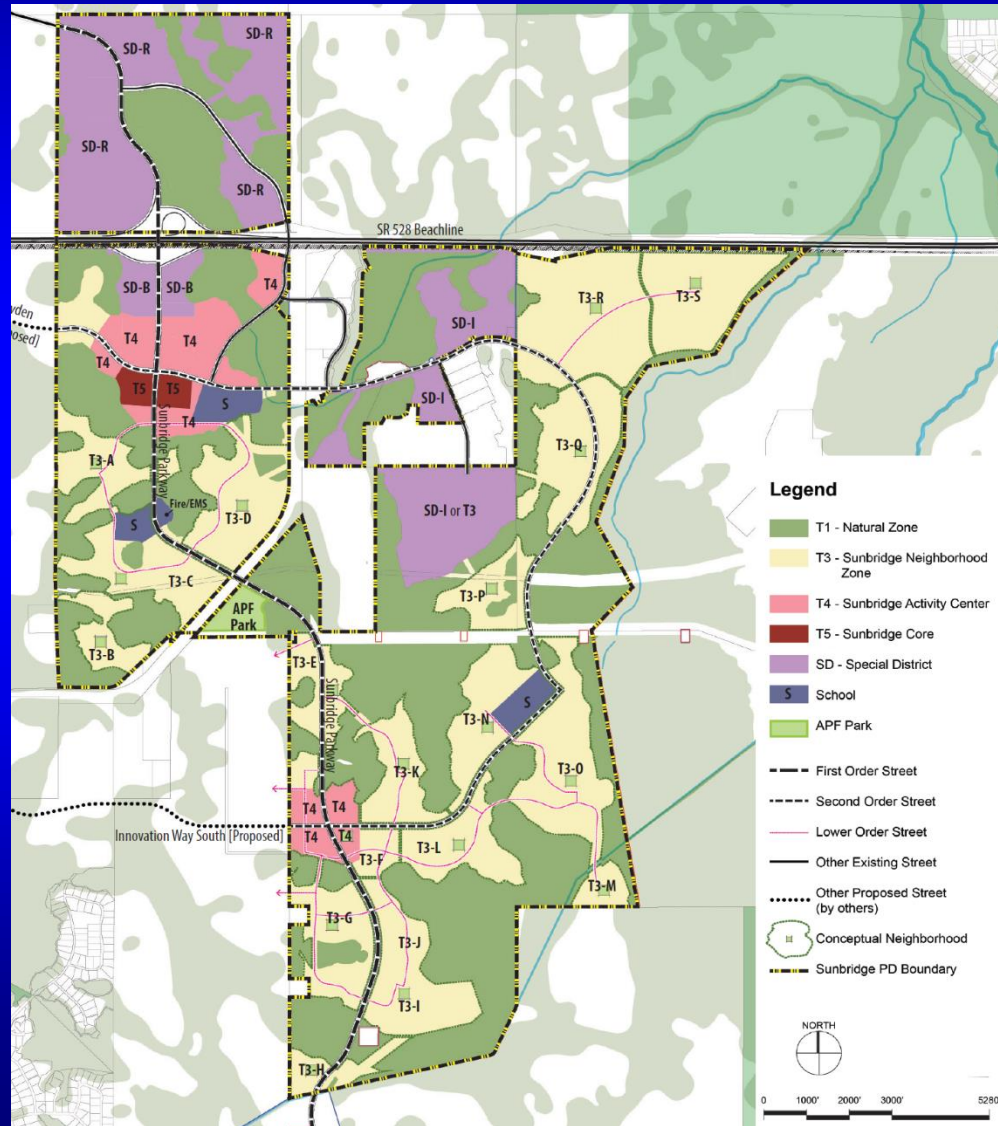 SD-R
SD-R
SD-R
SD-R
SR 528 Beachline
SD-B
SD-B
T4
T3-R
T3-S
SD-I
T4
T4
T4
T5
T5
SD-I
S
T4
Sunbridge Parkway
T3-Q
T3-A
Fire/EMS
T3-D
S
SD-I or T3
T3-C
T3-P
APF
Park
T3-B
T3-E
Sunbridge Parkway
S
T3-N
T3-K
T3-O
T4
T4
Innovation Way South [Proposed]
T4
T4
T3-F
T3-L
T3-M
T3-G
T3-J
T3-I
T3-H
Legend
T1 - Natural Zone
T3 - Sunbridge Neighborhood
Zone
T4 - Sunbridge Activity Center
T5 - Sunbridge Core
SD - Special District
S
School
APF Park
First Order Street
Second Order Street
Lower Order Street
Other Existing Street
Other Proposed Street
(by others)
Conceptual Neighborhood
Sunbridge PD Boundary
NORTH
0 1000' 2000' 3000' 5280